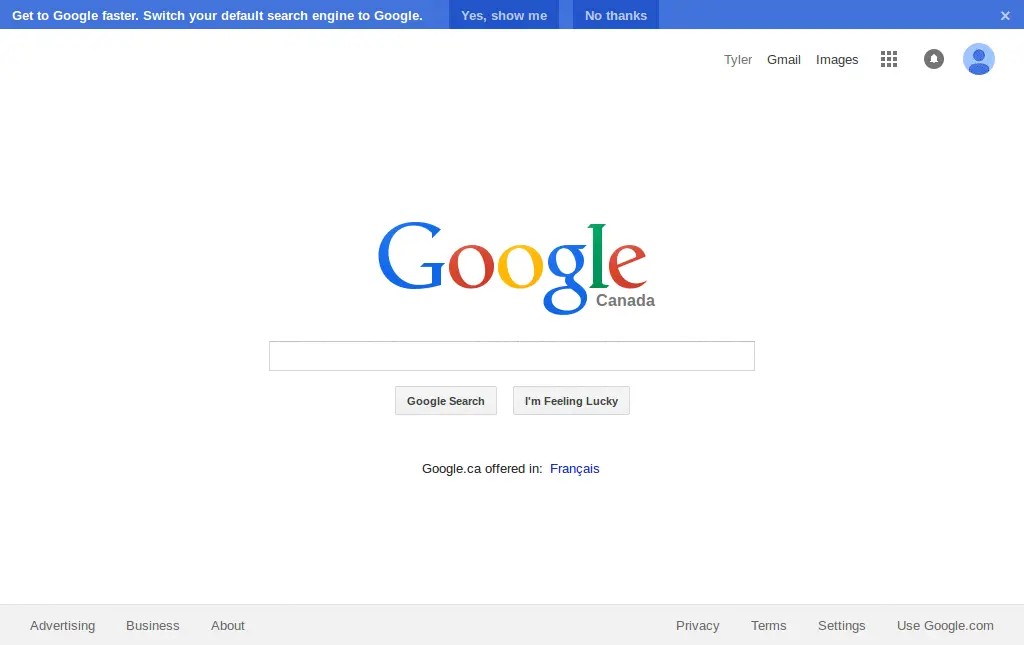 Get to Google faster. Switch your default search engine to Google. Yes, show me No thanks ×
Tyler Gmail Images
Google
Canada
Google Search I'm Feeling Lucky
Google.ca offered in: Français
Advertising Business About Privacy Terms Settings Use Google.com